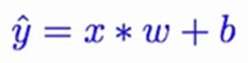 ŷ = x * w + b